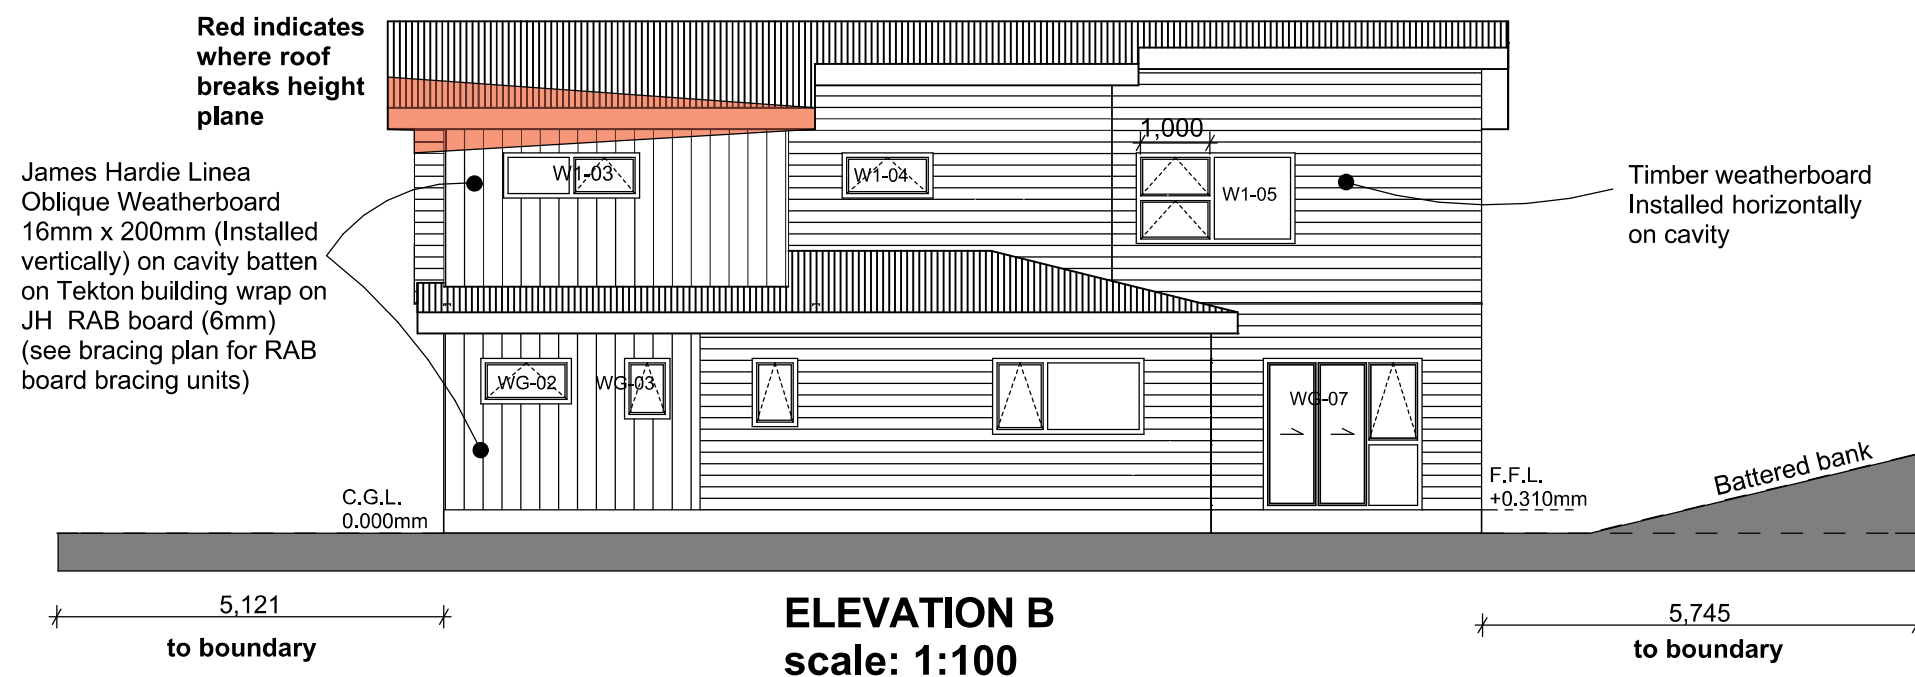 Red indicates
where roof
breaks height
plane
James Hardie Linea
Oblique Weatherboard
16mm x 200mm (Installed
vertically) on cavity batten
on Tekton building wrap on
JH RAB board (6mm)
(see bracing plan for RAB
board bracing units)
1,000
W1-03
W1-04
W1-05
Timber weatherboard
Installed horizontally
on cavity
WG-02
WG-03
WG-07
C.G.L.
0.000mm
F.F.L.
+0.310mm
Battered bank
5,121
to boundary
ELEVATION B
scale: 1:100
5,745
to boundary